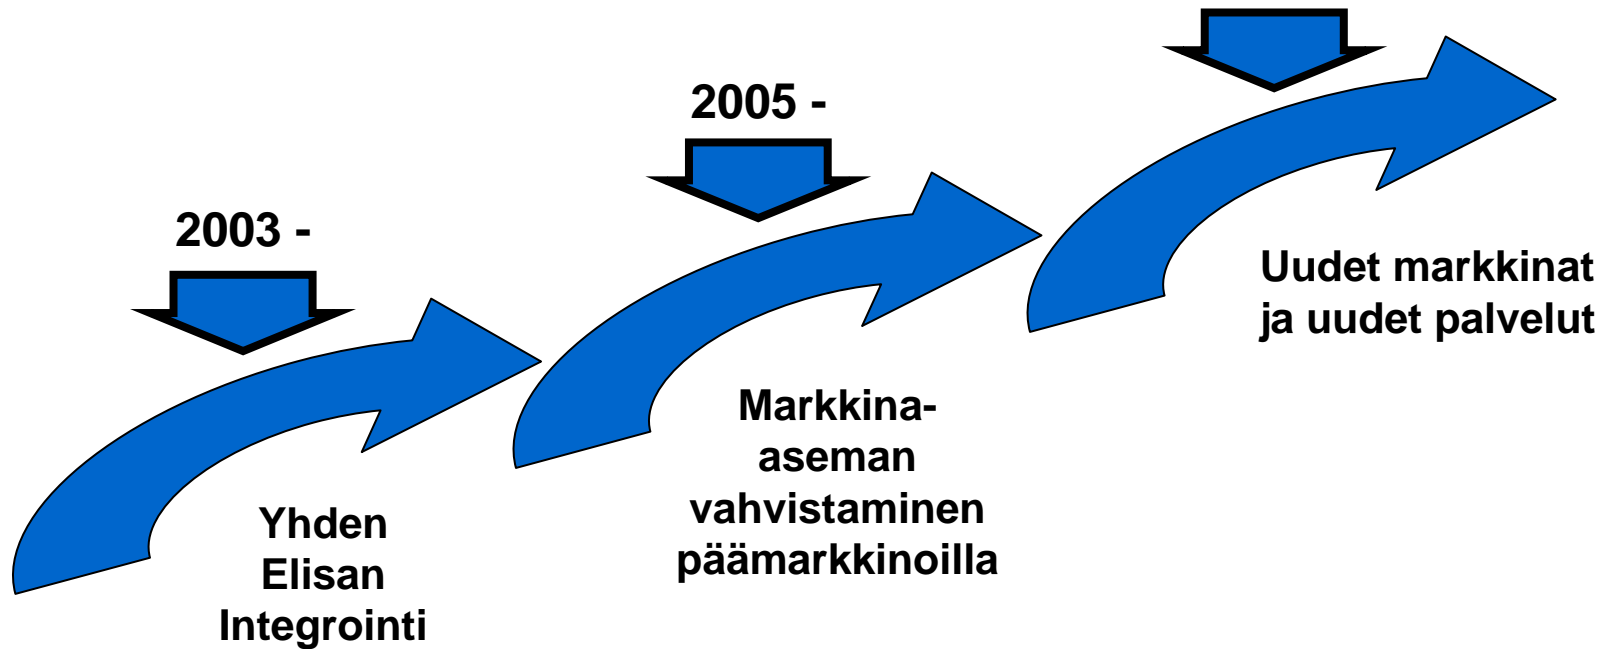 2003 -
Yhden
Elisan
Integrointi
2005 -
Markkina-
aseman
vahvistaminen
päämarkkinoilla
Uudet markkinat
ja uudet palvelut